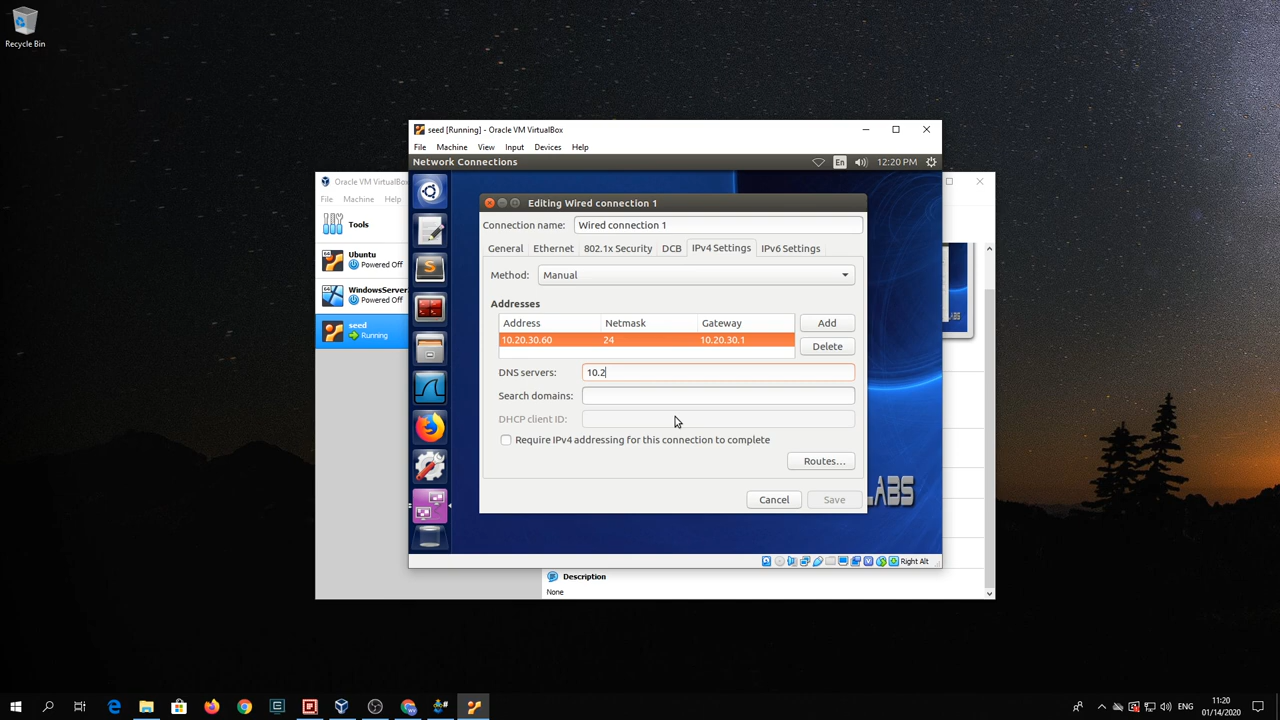 Recycle Bin
seed [Running] - Oracle VM VirtualBox
File Machine View Input Devices Help
Network Connections En 12:20 PM
Oracle VM VirtualBox
File Machine Help
Tools
Ubuntu
Powered Off
WindowsServer
Powered Off
seed
Running
Editing Wired connection 1
Connection name: Wired connection 1
General Ethernet 802.1x Security DCB IPv4 Settings IPv6 Settings
Method: Manual
Addresses
Address Netmask Gateway
10.20.30.60 24 10.20.30.1
Add
Delete
DNS servers: 10.2
Search domains:
DHCP client ID:
Require IPv4 addressing for this connection to complete
Routes…
Cancel Save
ABS
ABS
Right Alt
Description
None
11:20
01/14/2020